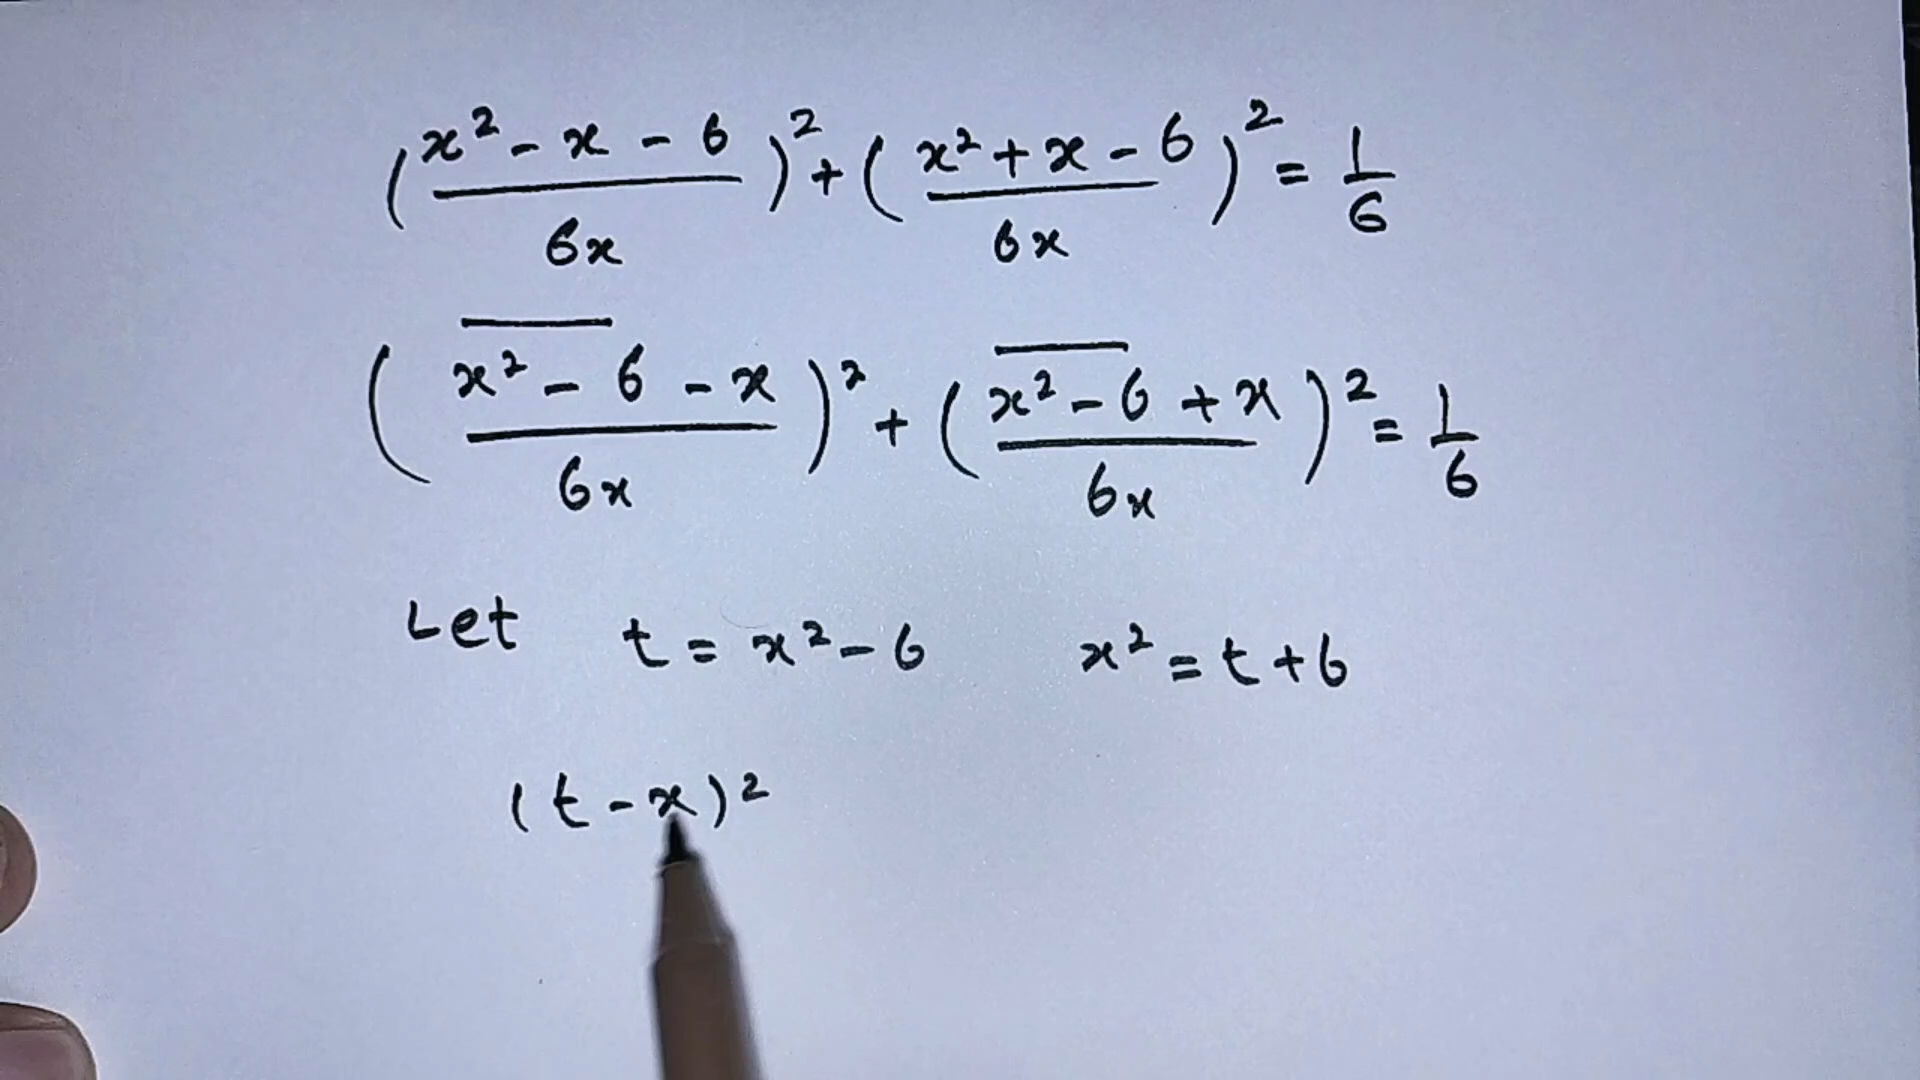 (x² - x - 6 / 6x)² + (x² + x - 6 / 6x)² = 1/6
(x² - 6 - x / 6x)² + (x² - 6 + x / 6x)² = 1/6
Let t = x² - 6 x² = t + 6
(t - x)²